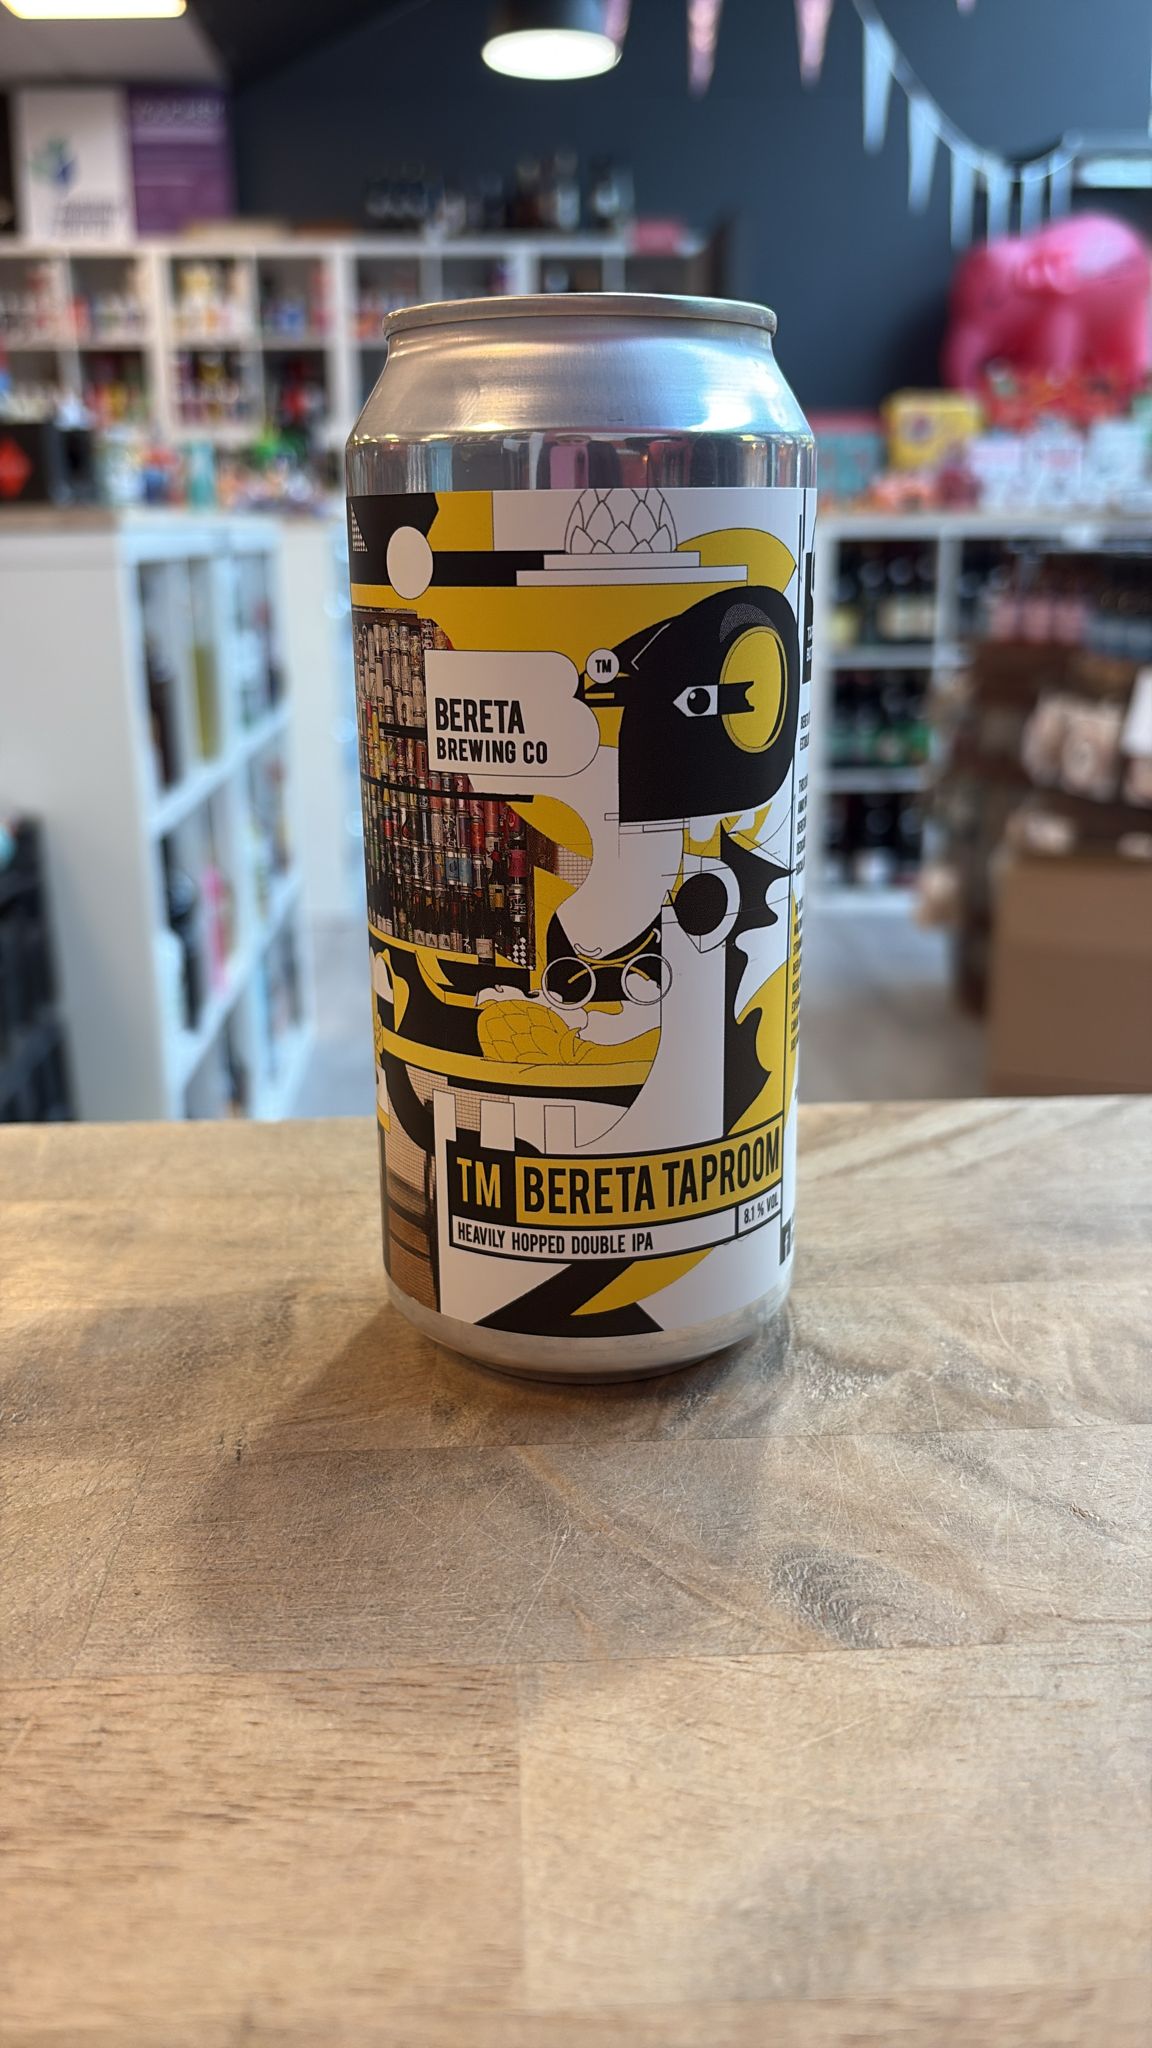 TM
BERETA
BREWING CO
TM BERETA TAPROOM
8.1 % VOL
HEAVILY HOPPED DOUBLE IPA